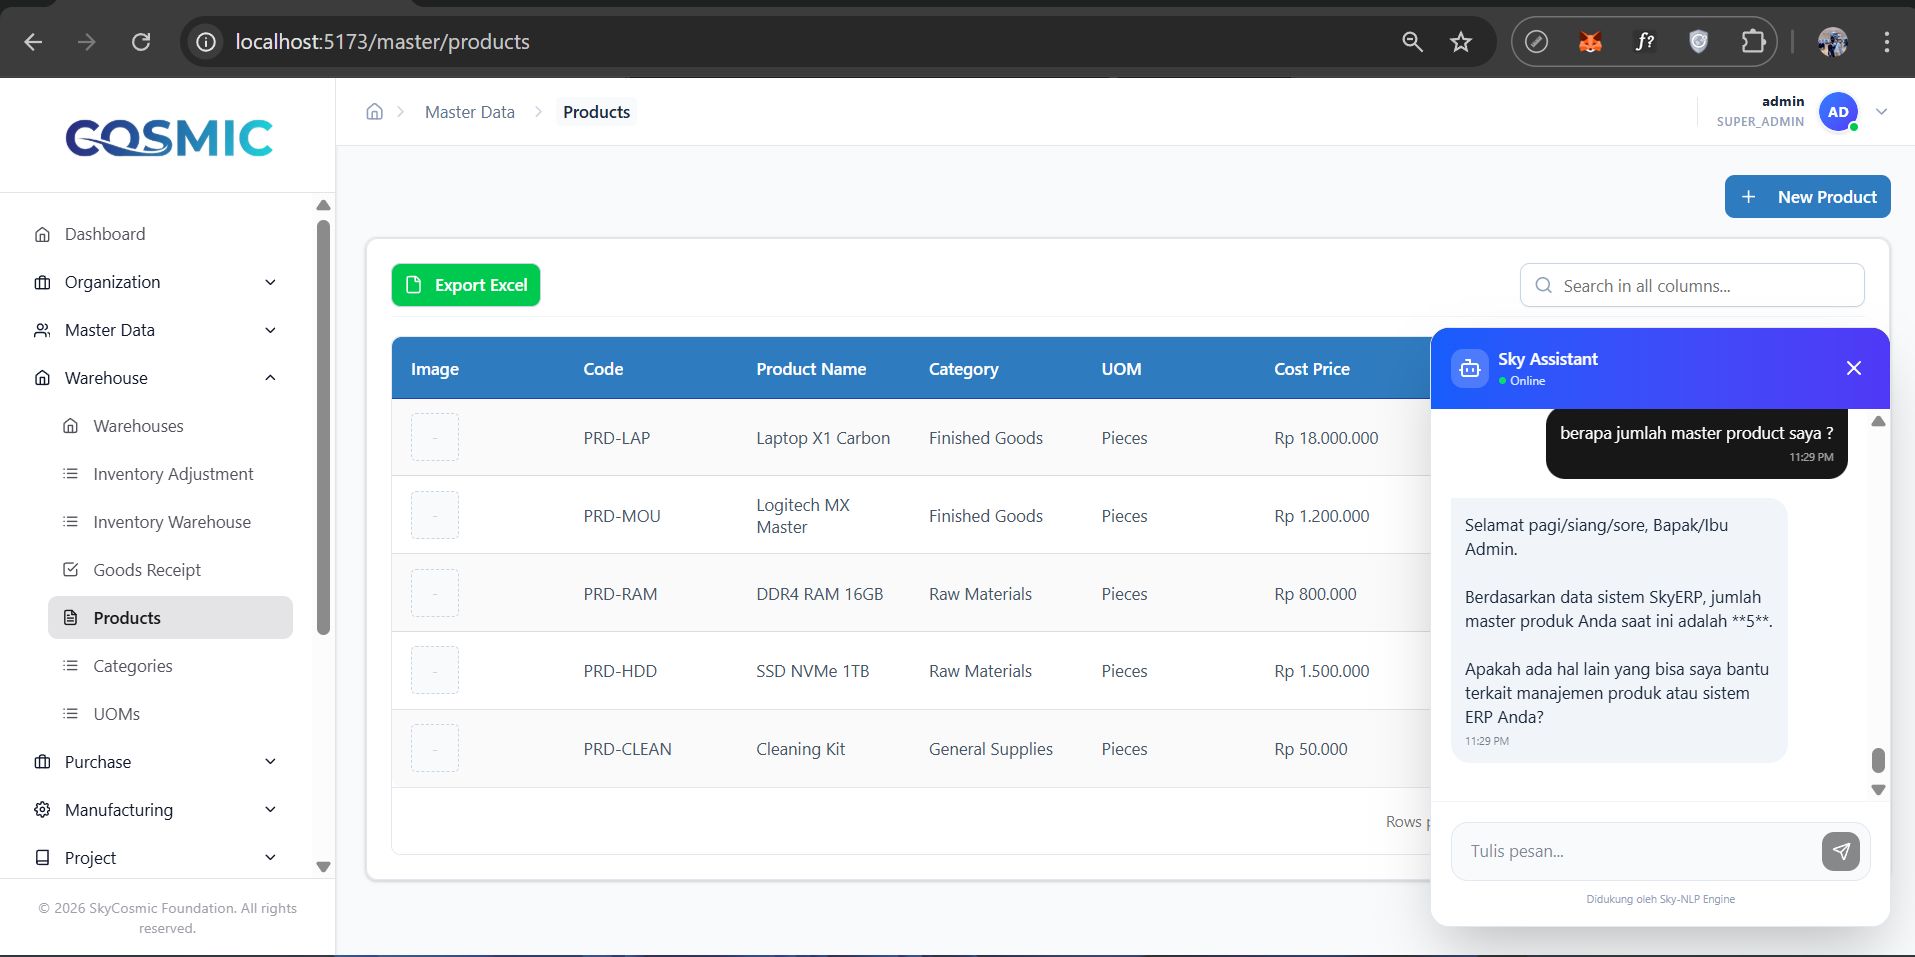 localhost:5173/master/products
f?
COSMIC
Master Data
Products
admin
SUPER_ADMIN
AD
Dashboard
Organization
Master Data
Warehouse
Warehouses
Inventory Adjustment
Inventory Warehouse
Goods Receipt
Products
Categories
UOMs
Purchase
Manufacturing
Project
© 2026 SkyCosmic Foundation. All rights
reserved.
+ New Product
Export Excel
Search in all columns...
Image Code Product Name Category UOM Cost Price
- PRD-LAP Laptop X1 Carbon Finished Goods Pieces Rp 18.000.000
- PRD-MOU Logitech MX Master Finished Goods Pieces Rp 1.200.000
- PRD-RAM DDR4 RAM 16GB Raw Materials Pieces Rp 800.000
- PRD-HDD SSD NVMe 1TB Raw Materials Pieces Rp 1.500.000
- PRD-CLEAN Cleaning Kit General Supplies Pieces Rp 50.000
Rows
Sky Assistant
Online
berapa jumlah master product saya ?
11:29 PM
Selamat pagi/siang/sore, Bapak/Ibu
Admin.
Berdasarkan data sistem SkyERP, jumlah
master produk Anda saat ini adalah **5**.
Apakah ada hal lain yang bisa saya bantu
terkait manajemen produk atau sistem
ERP Anda?
11:29 PM
Tulis pesan...
Didukung oleh Sky-NLP Engine